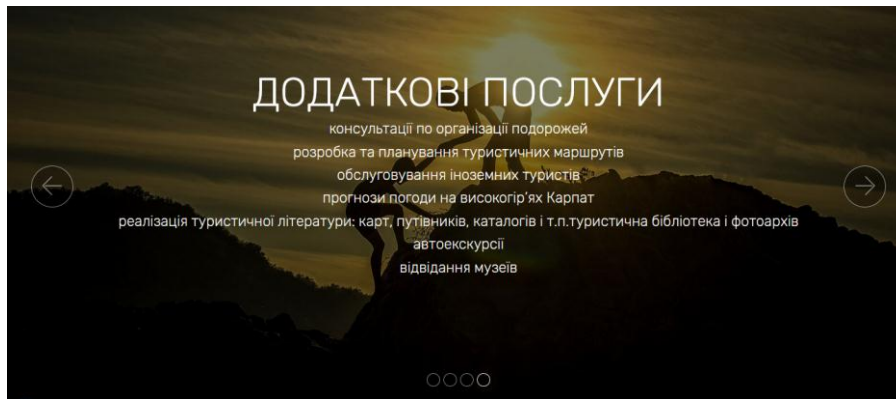 ДОДАТКОВІ ПОСЛУГИ
консультації по організації подорожей
розробка та планування туристичних маршрутів
обслуговування іноземних туристів
прогнози погоди на високогір'ях Карпат
реалізація туристичної літератури: карт, путівників, каталогів і т.п.туристична бібліотека і фотоархів
автоекскурсії
відвідання музеїв